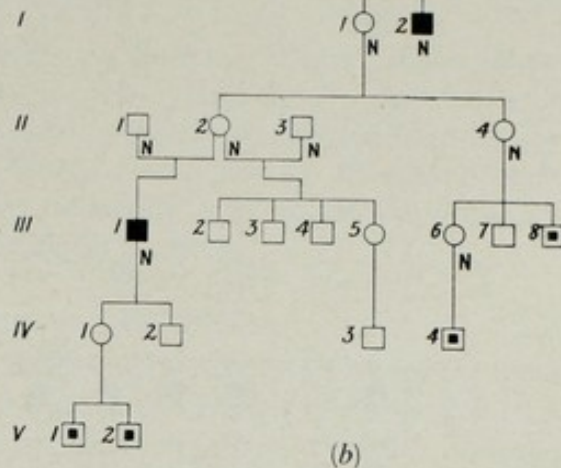 I 1 2
N N
II 1 2 3 4
N N N N
III 1 2 3 4 5 6 7 8
N N
IV 1 2 3 4
V 1 2
(b)